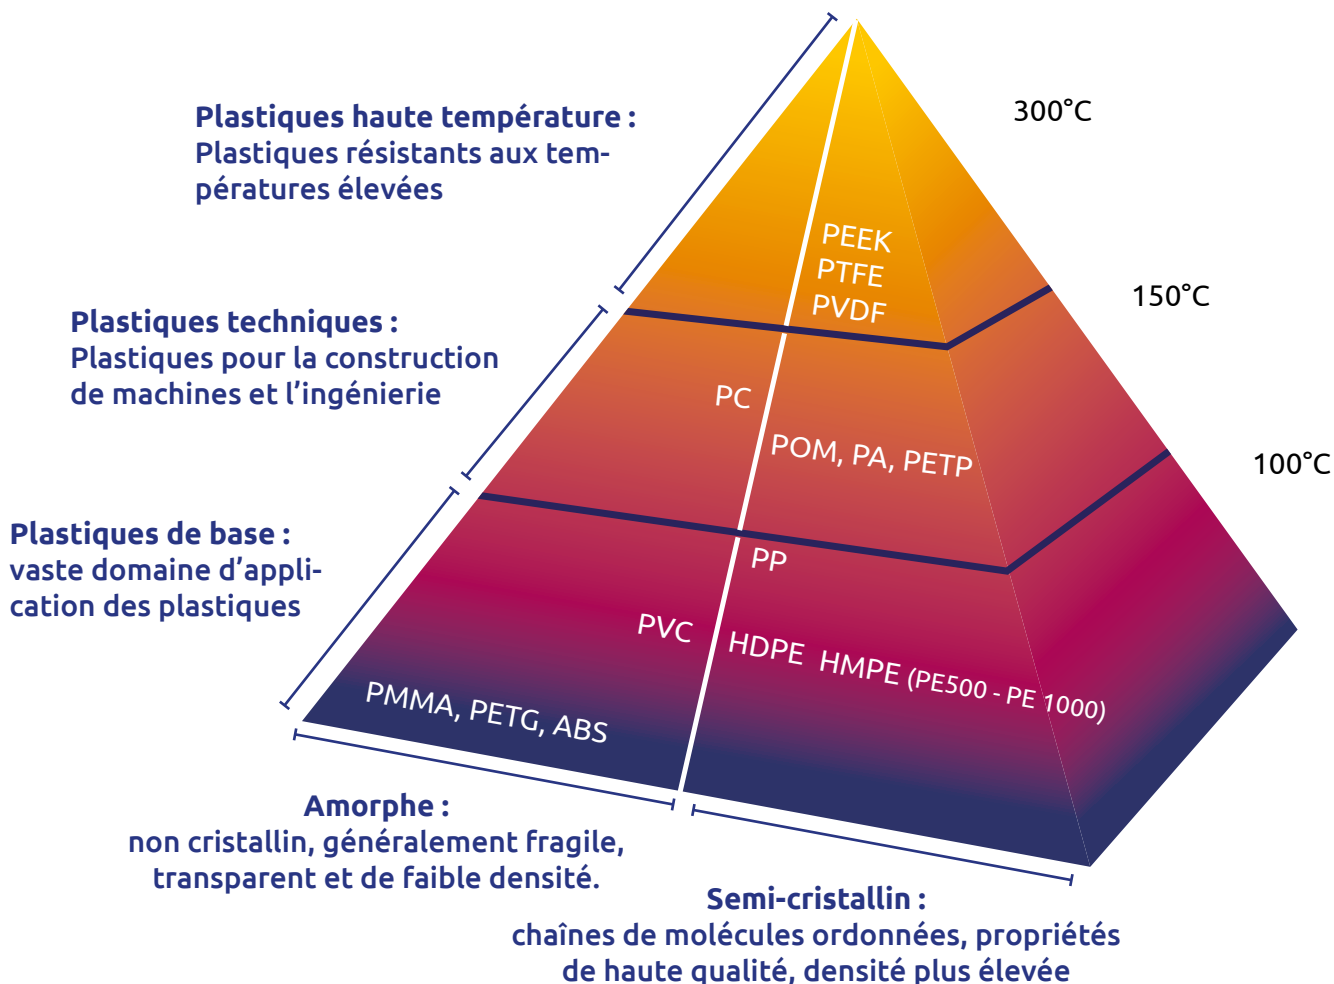 300°C
Plastiques haute température :
Plastiques résistants aux tem-
pératures élevées
PEEK
PTFE
PVDF
150°C
Plastiques techniques :
Plastiques pour la construction
de machines et l’ingénierie
PC
POM, PA, PETP
100°C
Plastiques de base :
vaste domaine d’appli-
cation des plastiques
PP
PVC
HDPE HMPE (PE500 - PE 1000)
PMMA, PETG, ABS
Amorphe :
non cristallin, généralement fragile,
transparent et de faible densité.
Semi-cristallin :
chaînes de molécules ordonnées, propriétés
de haute qualité, densité plus élevée